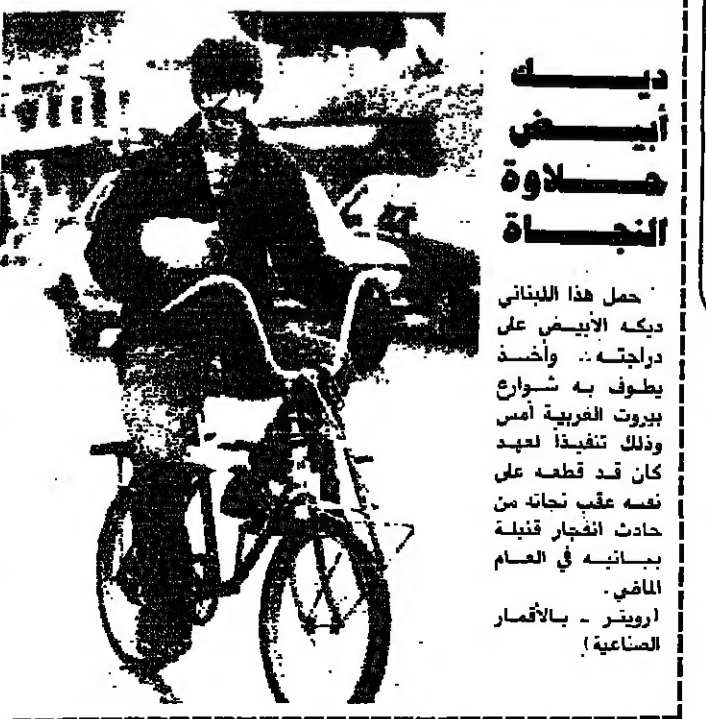 ديك
أبيض
حلاوة
النجاة
حمل هذا اللبناني
ديكه الأبيض على
دراجته .. وأخذ
يطوف به شوارع
بيروت الغربية أمس
وذلك تنفيذا لعهد
كان قد قطعه على
نفسه عقب نجاته من
حادث انفجار قنبلة
ببانيه في العام
الماضي .
(رويتر - بالأقمار
الصناعية)